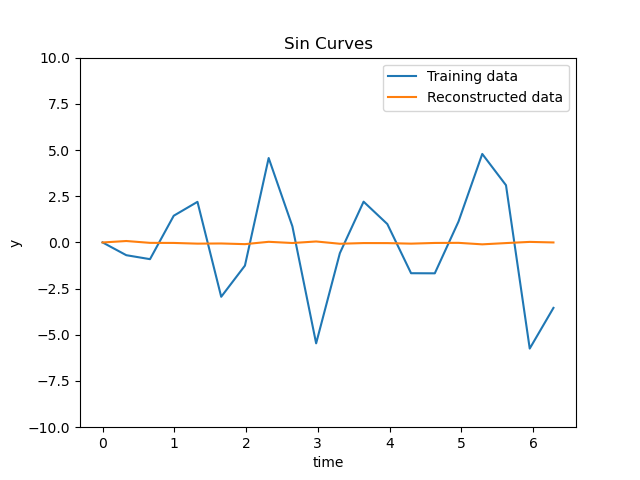 Sin Curves
Training data
Reconstructed data
10.0
7.5
5.0
2.5
0.0
−2.5
−5.0
−7.5
−10.0
y
0 1 2 3 4 5 6
time